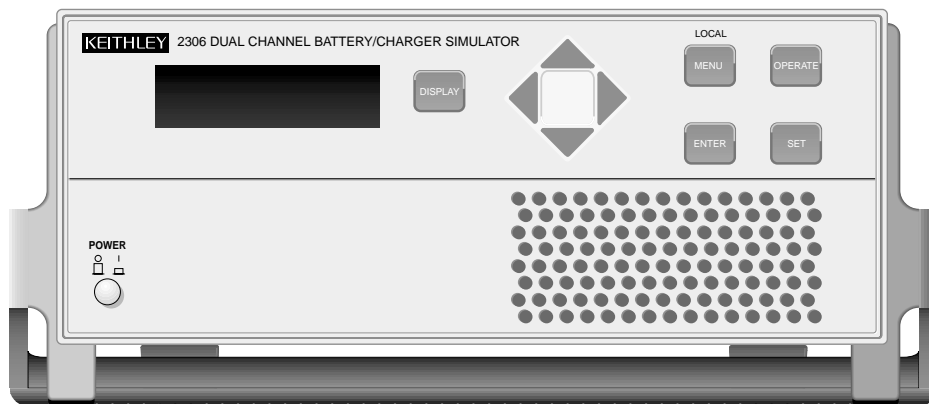 KEITHLEY 2306 DUAL CHANNEL BATTERY/CHARGER SIMULATOR
LOCAL
DISPLAY
MENU
OPERATE
ENTER
SET
POWER